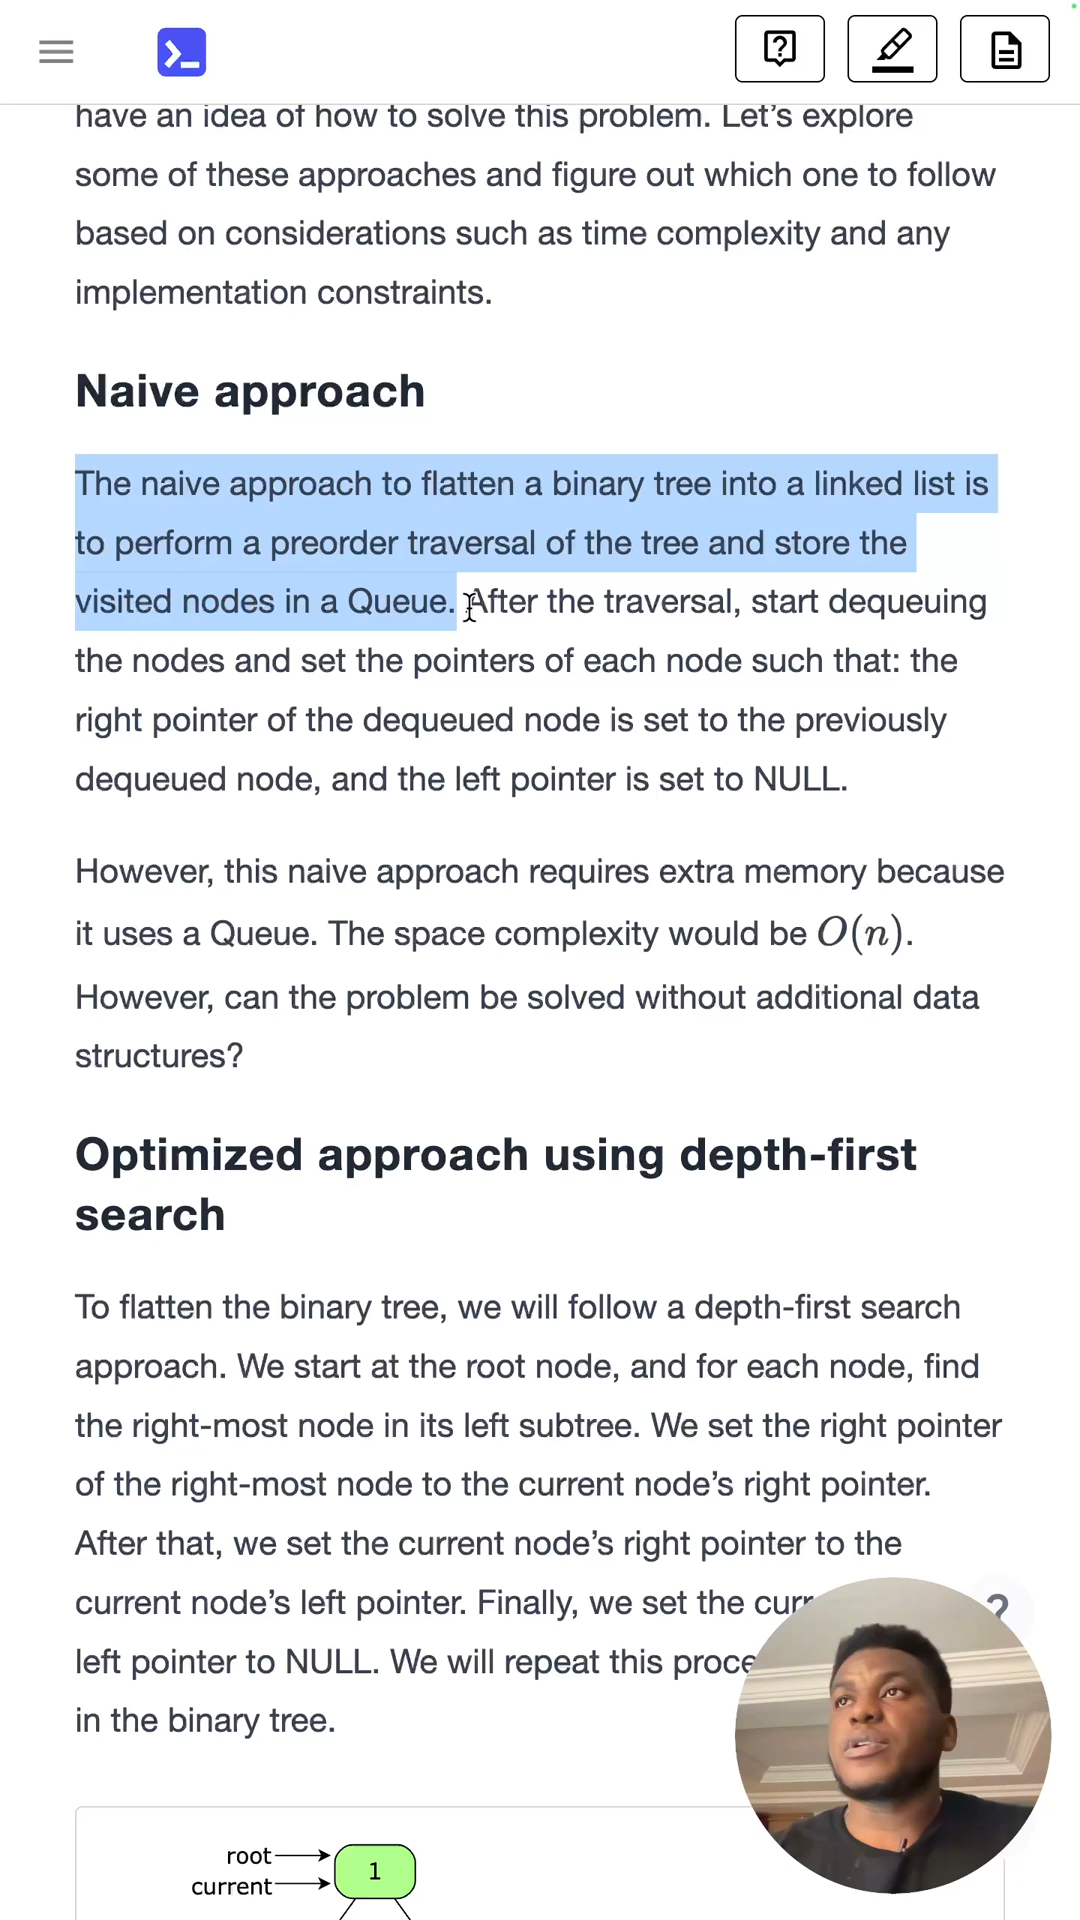 have an idea of how to solve this problem. Let’s explore
some of these approaches and figure out which one to follow
based on considerations such as time complexity and any
implementation constraints.
Naive approach
The naive approach to flatten a binary tree into a linked list is
to perform a preorder traversal of the tree and store the
visited nodes in a Queue. After the traversal, start dequeuing
the nodes and set the pointers of each node such that: the
right pointer of the dequeued node is set to the previously
dequeued node, and the left pointer is set to NULL.
However, this naive approach requires extra memory because
it uses a Queue. The space complexity would be O(n).
However, can the problem be solved without additional data
structures?
Optimized approach using depth-first
search
To flatten the binary tree, we will follow a depth-first search
approach. We start at the root node, and for each node, find
the right-most node in its left subtree. We set the right pointer
of the right-most node to the current node’s right pointer.
After that, we set the current node’s right pointer to the
current node’s left pointer. Finally, we set the curr
?
left pointer to NULL. We will repeat this proce
in the binary tree.
root
1
current